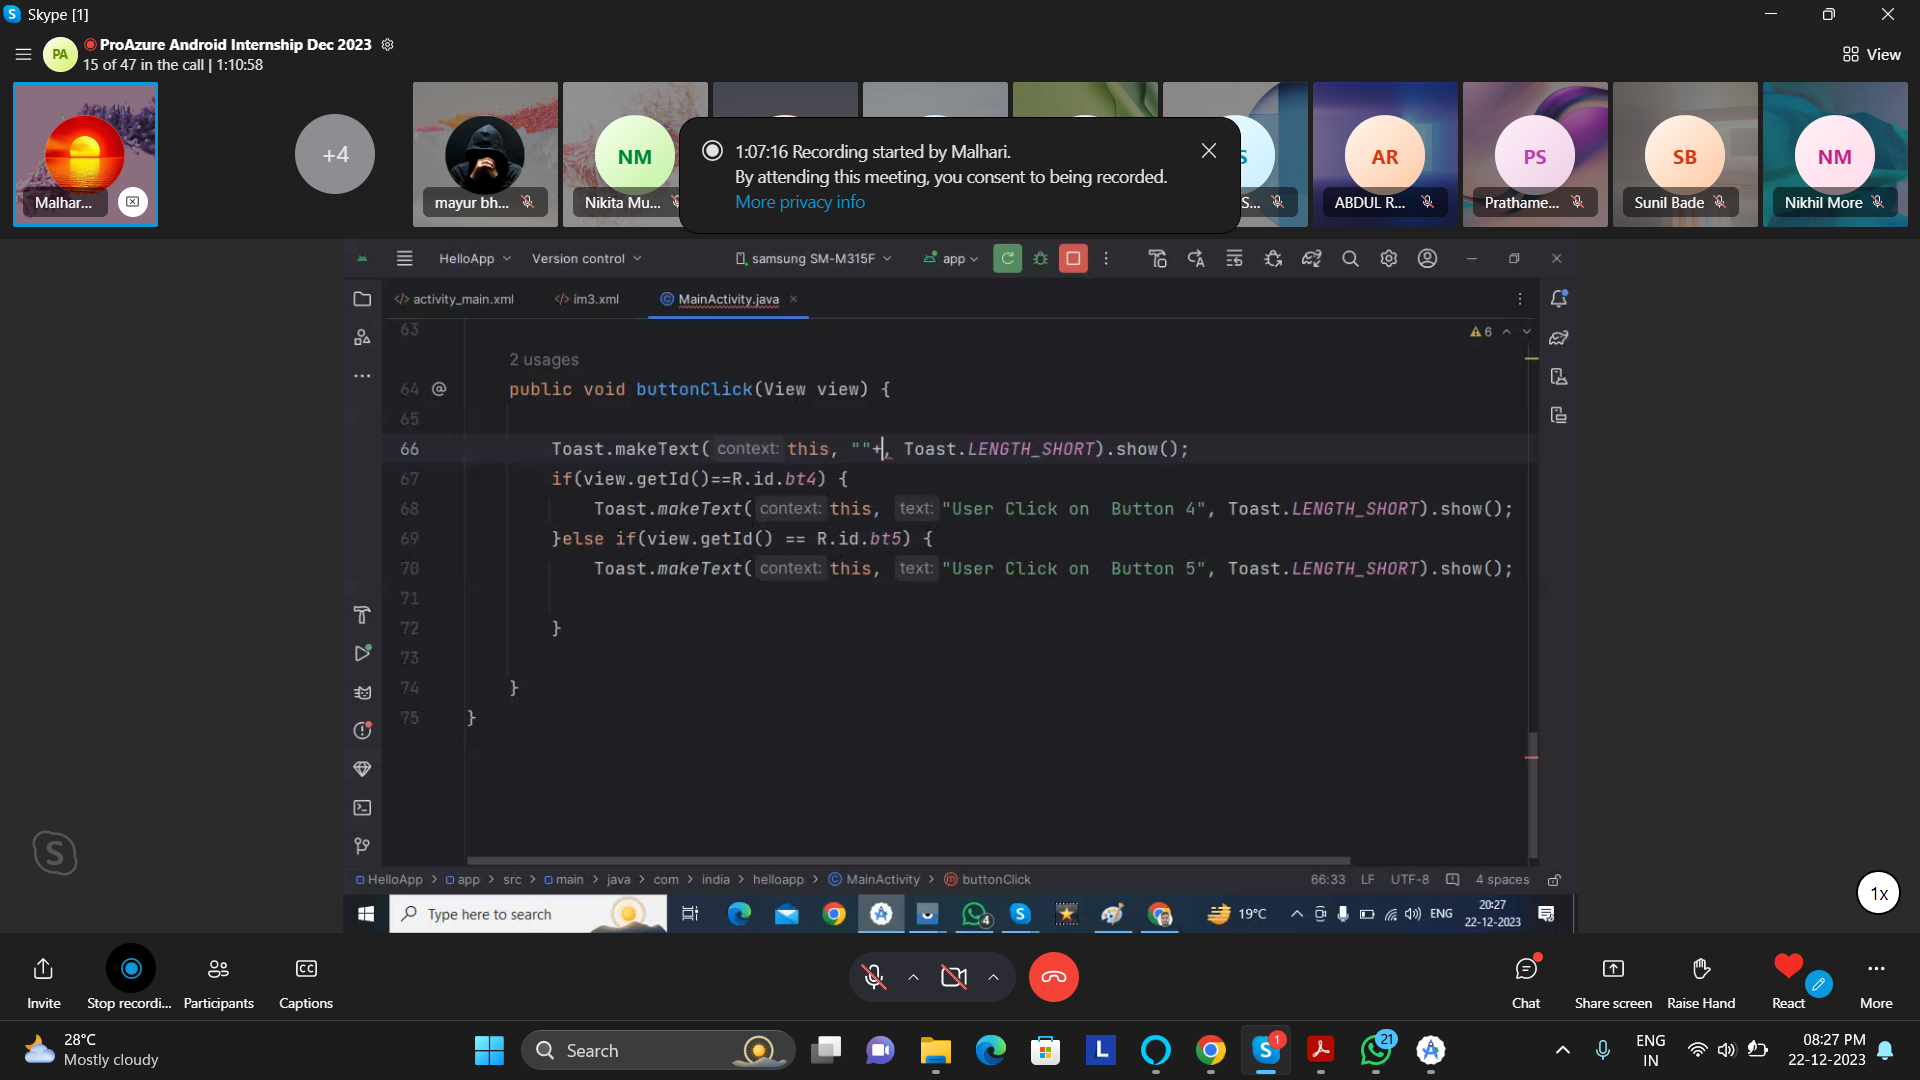 Skype [1]
PA
ProAzure Android Internship Dec 2023
15 of 47 in the call | 1:10:58
View
Malhar...
+4
mayur bh...
NM
Nikita Mu...
1:07:16 Recording started by Malhari.
By attending this meeting, you consent to being recorded.
More privacy info
S
S...
AR
ABDUL R...
PS
Prathame...
SB
Sunil Bade
NM
Nikhil More
HelloApp
Version control
samsung SM-M315F
app
</> activity_main.xml
</> im3.xml
MainActivity.java
6
63
2 usages
64 @ public void buttonClick(View view) {
65
66 Toast.makeText( context: this, ""+, Toast.LENGTH_SHORT).show();
67 if(view.getId()==R.id.bt4) {
68 Toast.makeText( context: this, text: "User Click on  Button 4", Toast.LENGTH_SHORT).show();
69 }else if(view.getId() == R.id.bt5) {
70 Toast.makeText( context: this, text: "User Click on  Button 5", Toast.LENGTH_SHORT).show();
71
72 }
73
74 }
75 }
HelloApp > app > src > main > java > com > india > helloapp > MainActivity > buttonClick
66:33 LF UTF-8 4 spaces
1x
Type here to search
4
19°C
ENG
20:27
22-12-2023
Invite
Stop recordi...
Participants
CC
Captions
Chat
Share screen
Raise Hand
React
More
28°C
Mostly cloudy
Search
L
1
21
ENG
IN
08:27 PM
22-12-2023